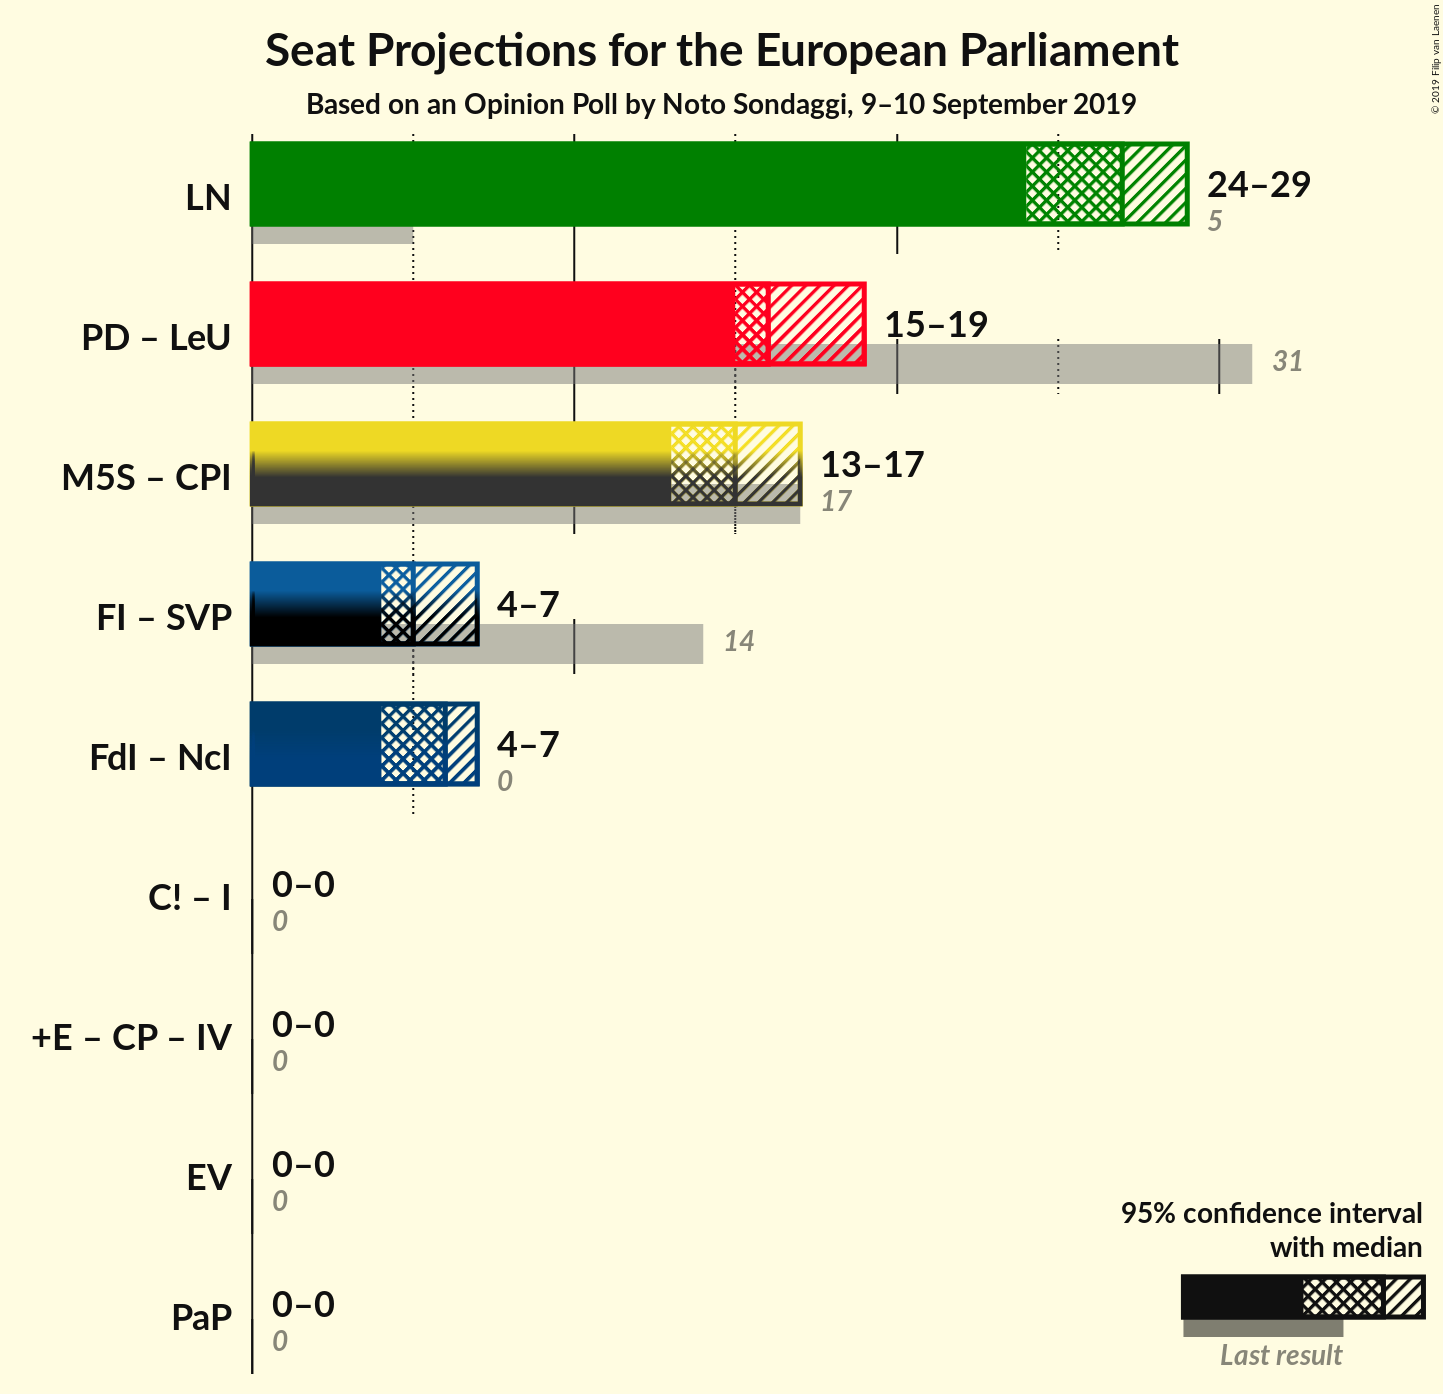 Seat Projections for the European Parliament
Based on an Opinion Poll by Noto Sondaggi, 9–10 September 2019
© 2019 Filip van Laenen
LN
24–29
5
PD – LeU
15–19
31
M5S – CPI
13–17
17
FI – SVP
4–7
14
FdI – NcI
4–7
0
C! – I
0–0
0
+E – CP – IV
0–0
0
EV
0–0
0
PaP
0–0
0
95% confidence interval
with median
Last result